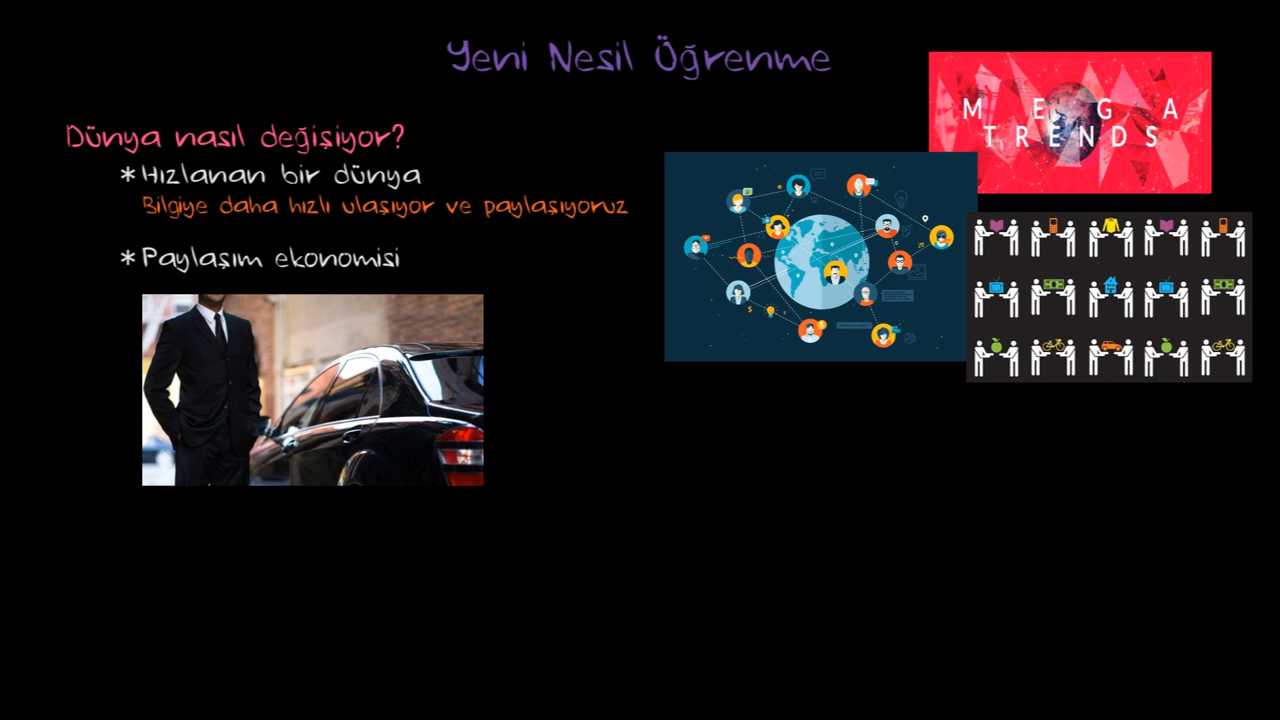 Yeni Nesil Öğrenme
MEGA
TRENDS
Dünya nasıl değişiyor?
*Hızlanan bir dünya
Bilgiye daha hızlı ulaşıyor ve paylaşıyoruz
*Paylaşım ekonomisi